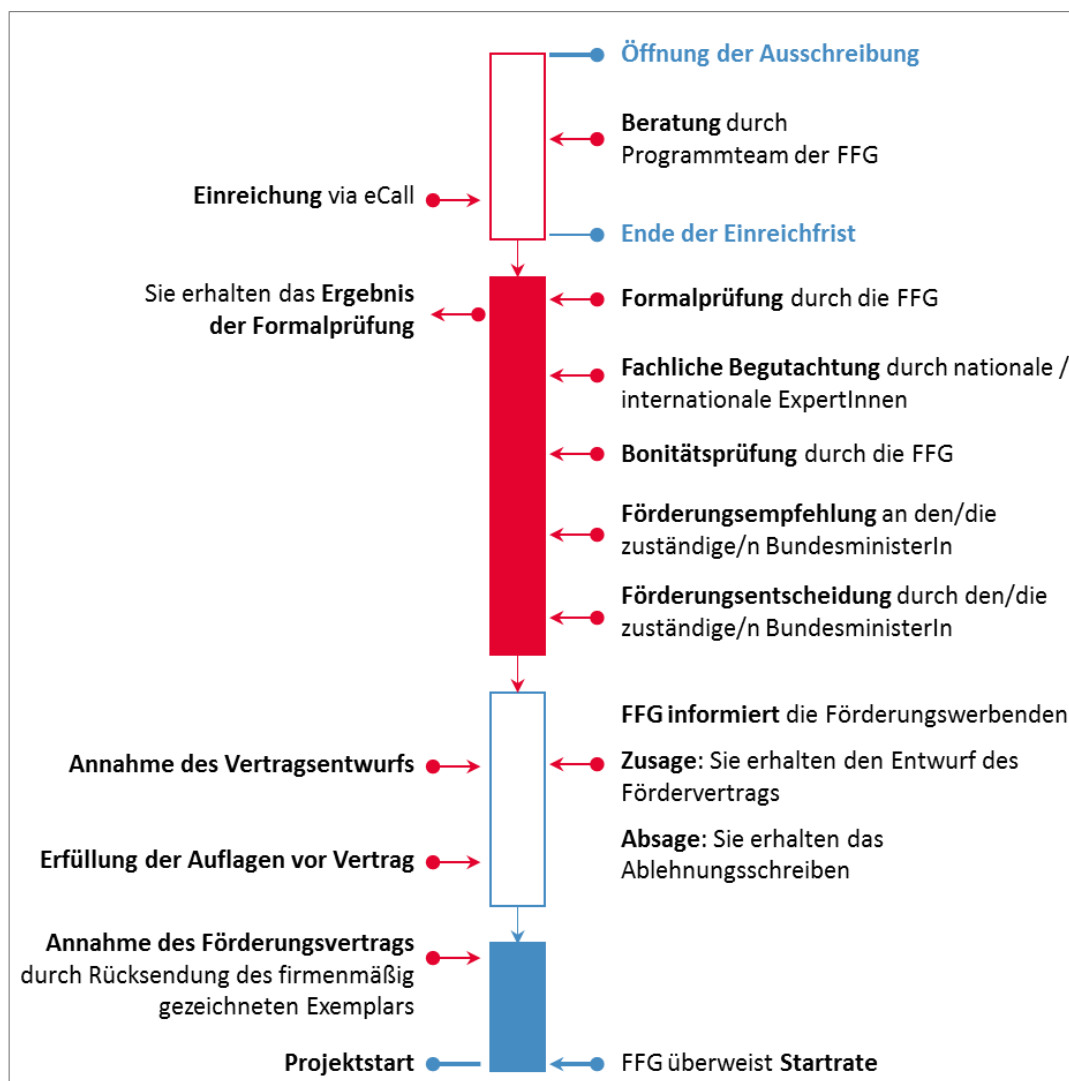 Öffnung der Ausschreibung
Beratung durch
Programmteam der FFG
Einreichung via eCall
Ende der Einreichfrist
Sie erhalten das Ergebnis
der Formalprüfung
Formalprüfung durch die FFG
Fachliche Begutachtung durch nationale /
internationale ExpertInnen
Bonitätsprüfung durch die FFG
Förderungsempfehlung an den/die
zuständige/n BundesministerIn
Förderungsentscheidung durch den/die
zuständige/n BundesministerIn
FFG informiert die Förderungswerbenden
Annahme des Vertragsentwurfs
Zusage: Sie erhalten den Entwurf des
Fördervertrags
Absage: Sie erhalten das
Ablehnungsschreiben
Erfüllung der Auflagen vor Vertrag
Annahme des Förderungsvertrags
durch Rücksendung des firmenmäßig
gezeichneten Exemplars
Projektstart
FFG überweist Startrate